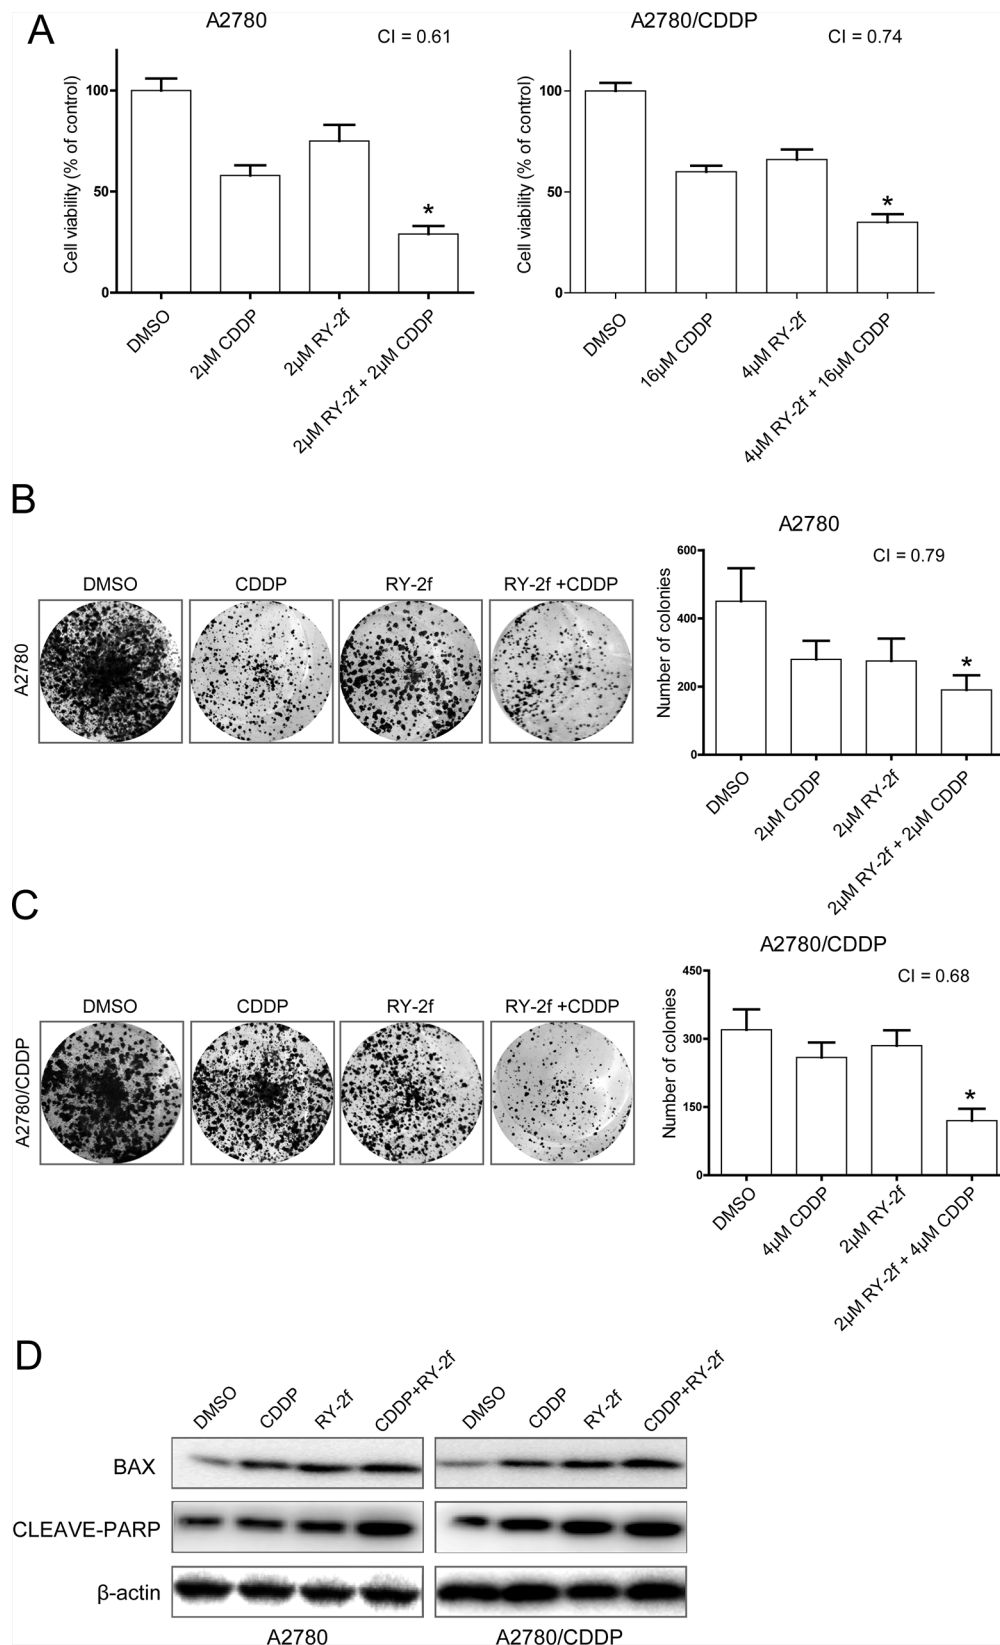 A
A2780
CI = 0.61
Cell viability (% of control)
100
50
0
DMSO
2µM CDDP
2µM RY-2f
*
2µM RY-2f + 2µM CDDP
A2780/CDDP
CI = 0.74
Cell viability (% of control)
100
50
0
DMSO
16µM CDDP
4µM RY-2f
*
4µM RY-2f + 16µM CDDP
B
A2780
DMSO
CDDP
RY-2f
RY-2f +CDDP
A2780
CI = 0.79
Number of colonies
600
400
200
0
DMSO
2µM CDDP
2µM RY-2f
*
2µM RY-2f + 2µM CDDP
C
A2780/CDDP
DMSO
CDDP
RY-2f
RY-2f +CDDP
A2780/CDDP
CI = 0.68
Number of colonies
450
300
150
0
DMSO
4µM CDDP
2µM RY-2f
*
2µM RY-2f + 4µM CDDP
D
DMSO
CDDP
RY-2f
CDDP+RY-2f
DMSO
CDDP
RY-2f
CDDP+RY-2f
BAX
CLEAVE-PARP
β-actin
A2780
A2780/CDDP